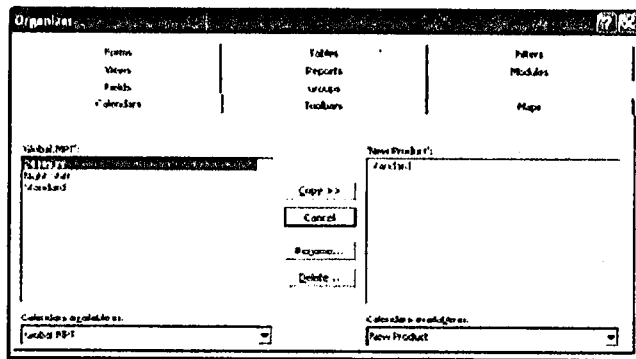 Organizer
Forms Tables Filters
Views Reports Modules
Fields Groups
Calendars Toolbars Maps
'Global.MPT': 'New Product':
Night Shift
Standard Standard
Copy >>
Cancel
Rename...
Delete...
Calendars available in: Calendars available in:
Global.MPT New Product